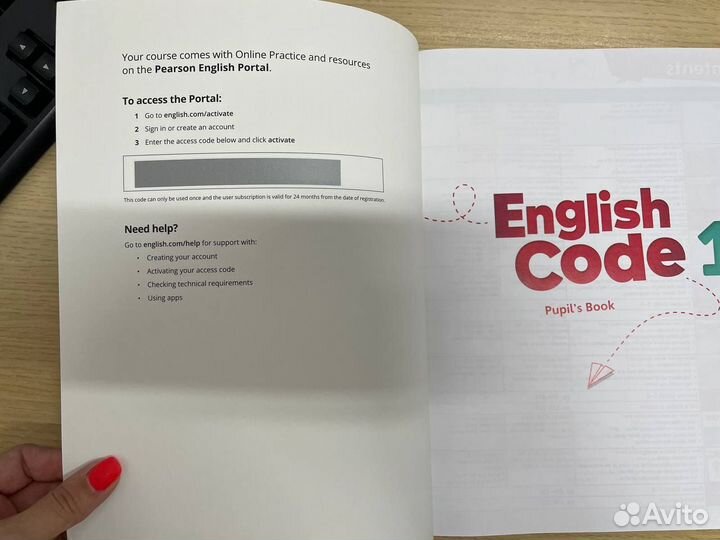 Your course comes with Online Practice and resources
on the Pearson English Portal.
To access the Portal:
1 Go to english.com/activate
2 Sign in or create an account
3 Enter the access code below and click activate
This code can only be used once and the user subscription is valid for 24 months from the date of registration.
Need help?
Go to english.com/help for support with:
• Creating your account
• Activating your access code
• Checking technical requirements
• Using apps
English
Code 1
Pupil's Book
Avito